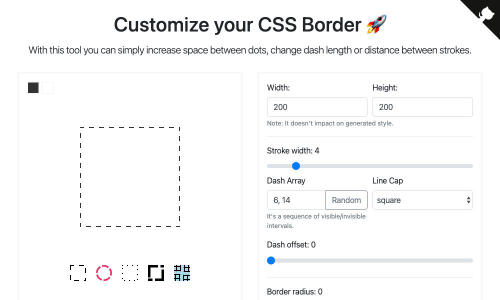 Customize your CSS Border 🚀
With this tool you can simply increase space between dots, change dash length or distance between strokes.
Width: Height:
200 200
Note: It doesn't impact on generated style.
Stroke width: 4
Dash Array Line Cap
6, 14 Random square
It's a sequence of visible/invisible
intervals.
Dash offset: 0
Border radius: 0